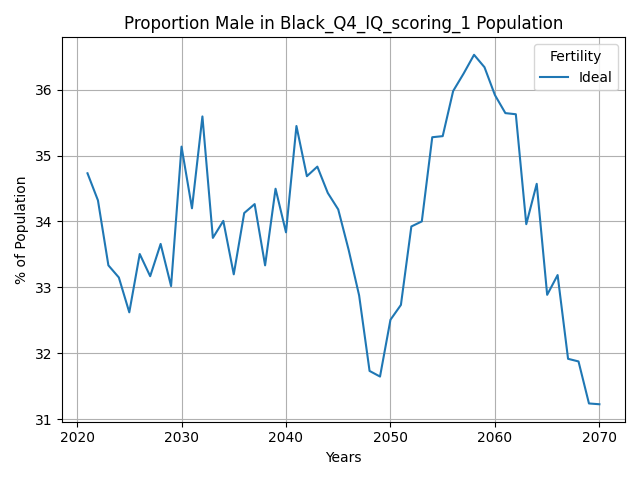 Proportion Male in Black_Q4_IQ_scoring_1 Population
% of Population
36
35
34
33
32
31
Fertility
Ideal
2020 2030 2040 2050 2060 2070
Years